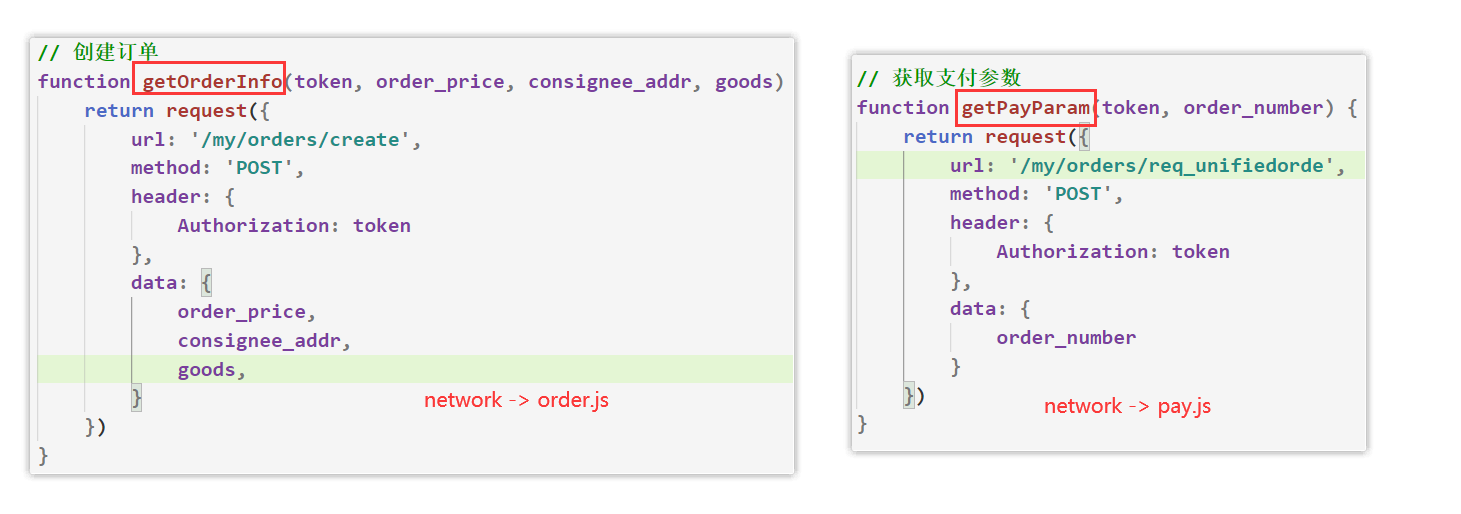 // 创建订单
function getOrderInfo(token, order_price, consignee_addr, goods)
return request({
url: '/my/orders/create',
method: 'POST',
header: {
Authorization: token
},
data: {
order_price,
consignee_addr,
goods,
}
})
}
network -> order.js
// 获取支付参数
function getPayParam(token, order_number) {
return request({
url: '/my/orders/req_unifiedorde',
method: 'POST',
header: {
Authorization: token
},
data: {
order_number
}
})
}
network -> pay.js